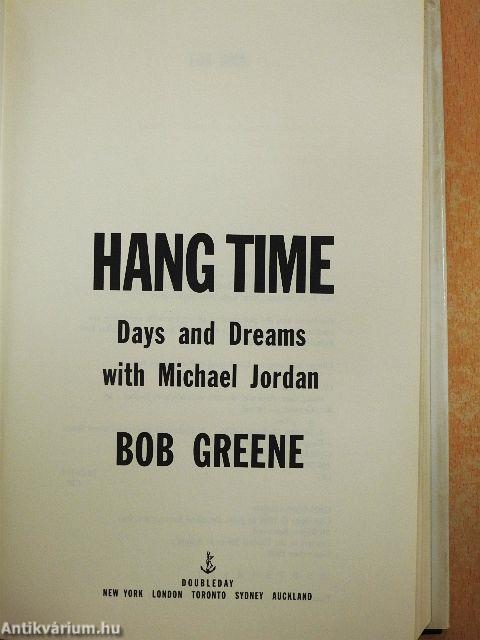 HANG TIME
Days and Dreams
with Michael Jordan
BOB GREENE
DOUBLEDAY
NEW YORK LONDON TORONTO SYDNEY AUCKLAND
Antikvárium.hu